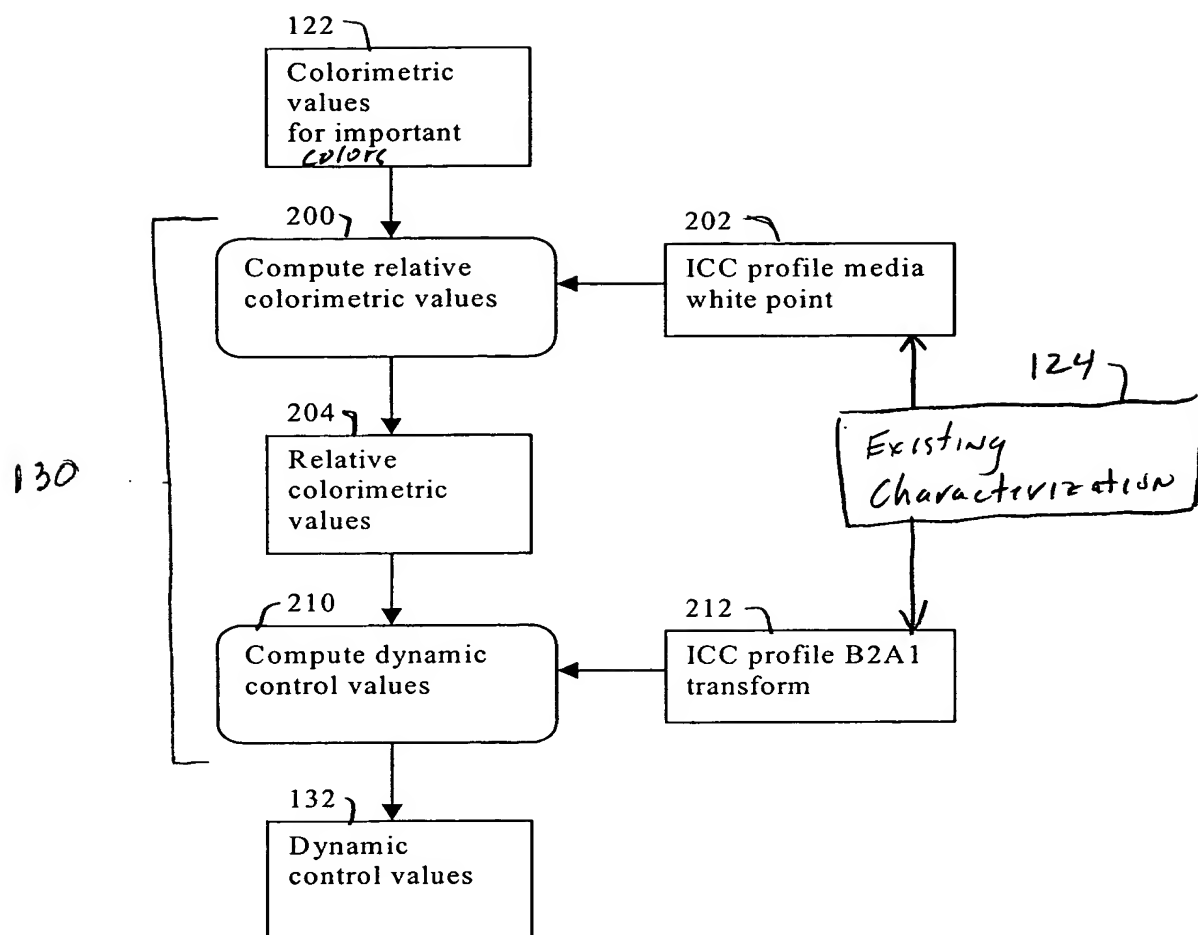 122
Colorimetric
values
for important
colors
200
Compute relative
colorimetric values
202
ICC profile media
white point
124
Existing
Characterization
204
Relative
colorimetric
values
130
210
Compute dynamic
control values
212
ICC profile B2A1
transform
132
Dynamic
control values